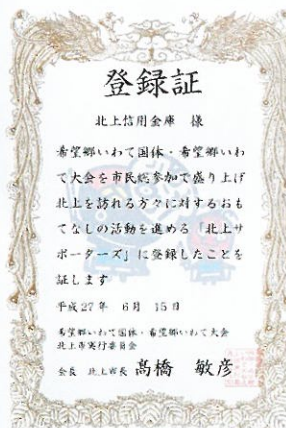 登録証
北上信用金庫 様
希望郷いわて国体・希望郷いわ
て大会を市民総参加で盛り上げ
北上を訪れる方々に対するおも
てなしの活動を進める「北上サ
ポーターズ」に登録したことを
証します
平成27年 6月 15日
希望郷いわて国体・希望郷いわて大会
北上市実行委員会
会長 北上市長 髙橋 敏彦